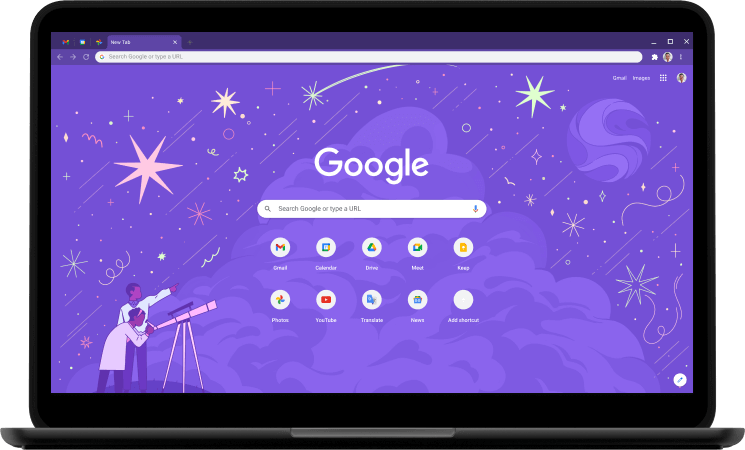 New Tab
Search Google or type a URL
Gmail Images
Google
Search Google or type a URL
Gmail Calendar Drive Meet Keep
Photos YouTube Translate News Add shortcut